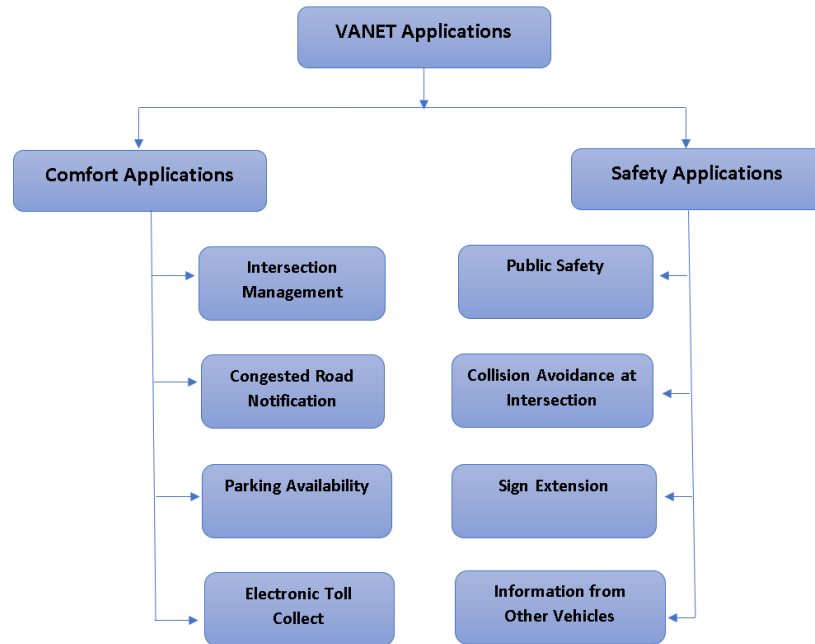 VANET Applications
Comfort Applications
Safety Applications
Intersection
Management
Public Safety
Congested Road
Notification
Collision Avoidance at
Intersection
Parking Availability
Sign Extension
Electronic Toll
Collect
Information from
Other Vehicles